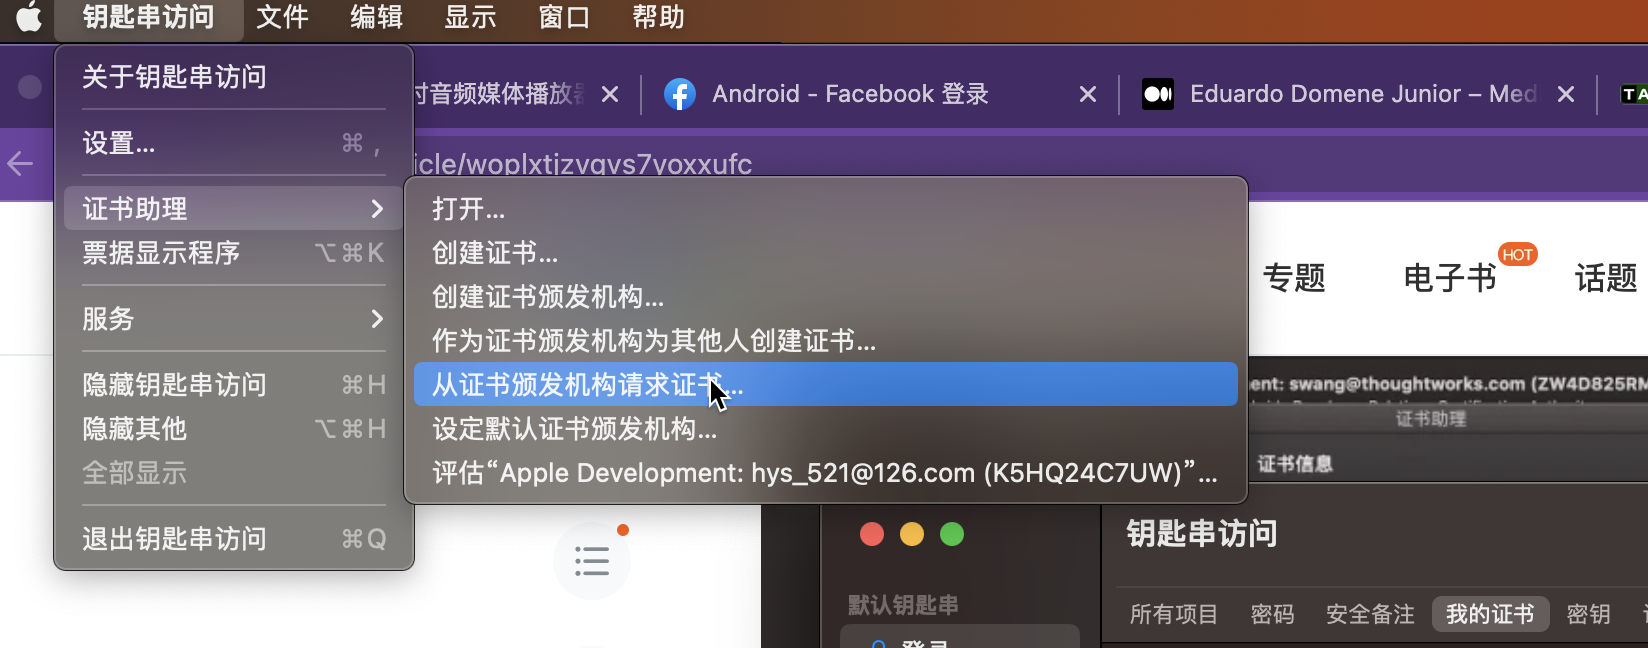 钥匙串访问 文件 编辑 显示 窗口 帮助
时音频媒体播放器
Android - Facebook 登录
Eduardo Domene Junior – Med
TA
icle/woplxtjzvqvs7yoxxufc
关于钥匙串访问
设置... ⌘ ,
证书助理
票据显示程序 ⌥⌘K
服务
隐藏钥匙串访问 ⌘H
隐藏其他 ⌥⌘H
全部显示
退出钥匙串访问 ⌘Q
打开...
创建证书...
创建证书颁发机构...
作为证书颁发机构为其他人创建证书...
从证书颁发机构请求证书...
设定默认证书颁发机构...
评估“Apple Development: hys_521@126.com (K5HQ24C7UW)”...
专题 电子书 HOT 话题
ent: swang@thoughtworks.com (ZW4D825RM
证书助理
证书信息
钥匙串访问
默认钥匙串
登录
所有项目 密码 安全备注 我的证书 密钥